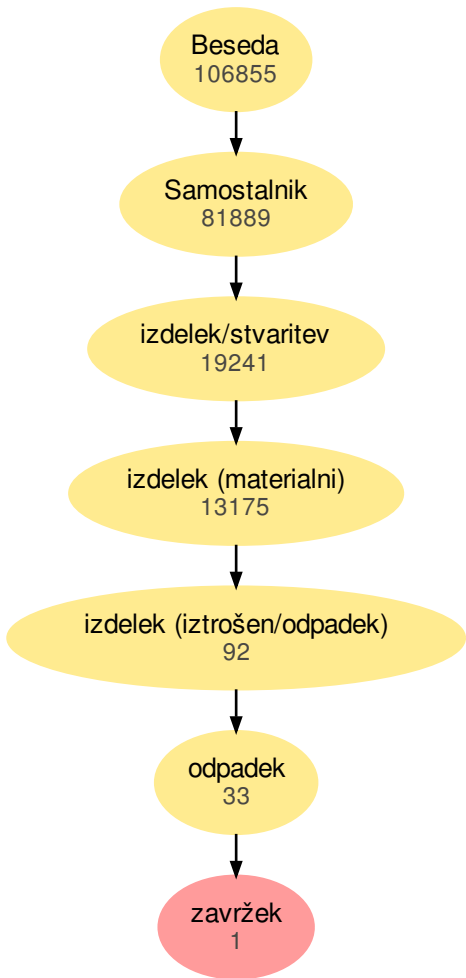 Beseda
106855
Samostalnik
81889
izdelek/stvaritev
19241
izdelek (materialni)
13175
izdelek (iztrošen/odpadek)
92
odpadek
33
zavržek
1